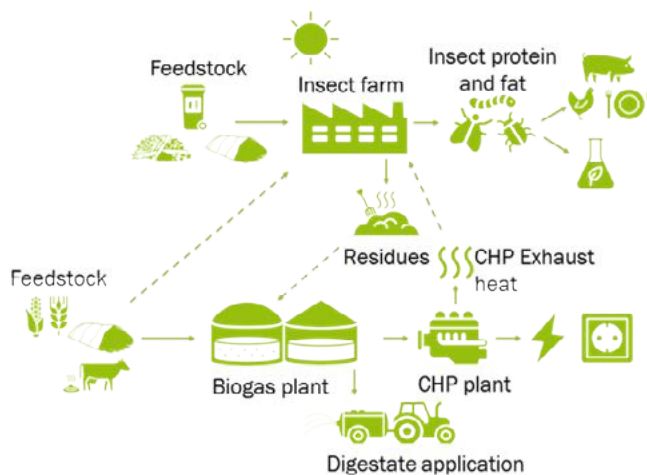 Feedstock
Insect farm
Insect protein
and fat
Residues
CHP Exhaust
heat
Feedstock
Biogas plant
CHP plant
Digestate application